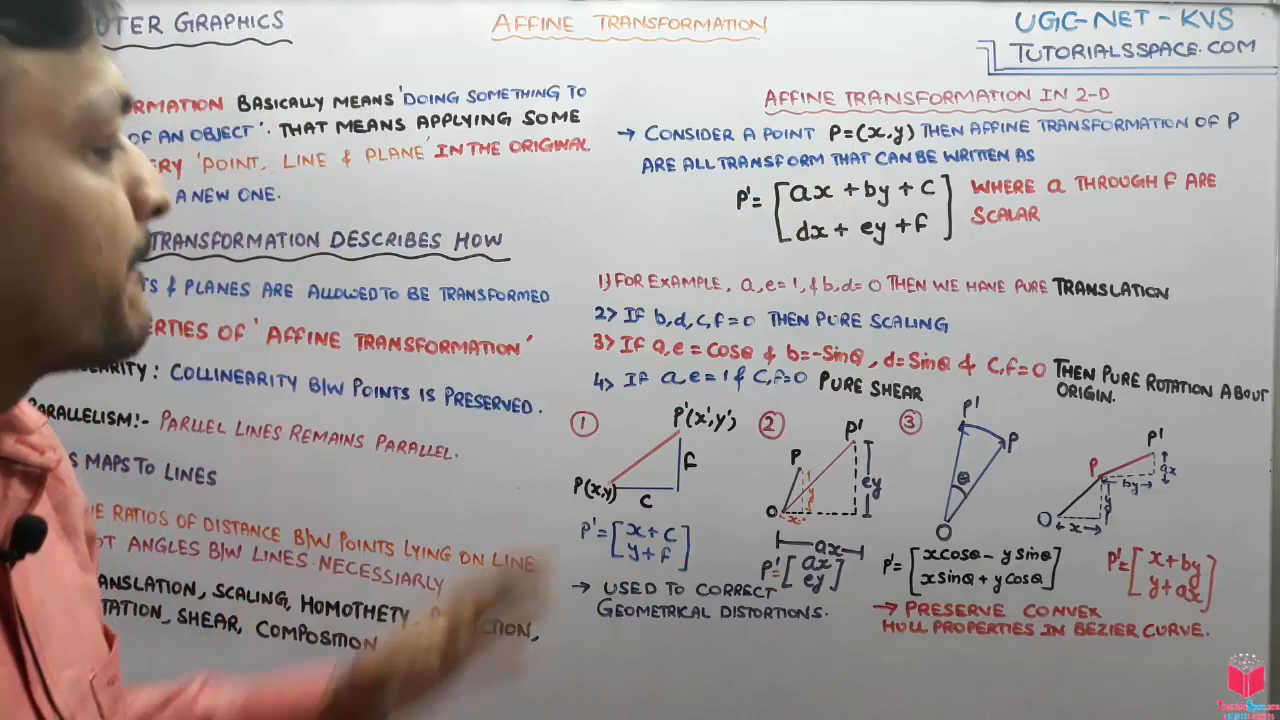 UTER GRAPHICS
AFFINE TRANSFORMATION
UGC-NET-KVS
TUTORIALSSPACE.COM
RMATION BASICALLY MEANS 'DOING SOMETHING TO
OF AN OBJECT'. THAT MEANS APPLYING SOME
RY 'POINT, LINE & PLANE' IN THE ORIGINAL
A NEW ONE.
TRANSFORMATION DESCRIBES HOW
TS & PLANES ARE ALLOWED TO BE TRANSFORMED
ERTIES OF 'AFFINE TRANSFORMATION'
EARITY: COLLINEARITY B/W POINTS IS PRESERVED.
PARALLELISM:- PARLLEL LINES REMAINS PARALLEL.
S MAPS TO LINES
E RATIOS OF DISTANCE B/W POINTS LYING ON LINE.
OT ANGLES B/W LINES NECESSIARLY
ANSLATION, SCALING, HOMOTHETY, CTION,
TATION, SHEAR, COMPOSITION
AFFINE TRANSFORMATION IN 2-D
→ CONSIDER A POINT P=(x,y) THEN AFFINE TRANSFORMATION OF P
ARE ALL TRANSFORM THAT CAN BE WRITTEN AS
P'= [ax + by + c
dx + ey + f]
WHERE a THROUGH f ARE
SCALAR
1) FOR EXAMPLE, a,e=1, & b,d=0 THEN WE HAVE PURE TRANSLATION
2> IF b,d,c,f=0 THEN PURE SCALING
3> IF a,e=cosθ & b=-sinθ, d=sinθ & c,f=0 THEN PURE ROTATION ABOUT
ORIGIN.
4> IF a,e=1 & c,f=0 PURE SHEAR
1
P'(x',y')
P(x,y)
c
f
P'= [x+c
y+f]
2
P
P'
O
x
y
ey
ax
P'= [ax
ey]
3
P'
P
θ
O
P'= [xcosθ - y sinθ
xsinθ + y cosθ]
P'
P
ax
by
y
O
x
P'= [x+by
y+ax]
→ USED TO CORRECT
GEOMETRICAL DISTORTIONS.
→ PRESERVE CONVEX
HULL PROPERTIES IN BEZIER CURVE.